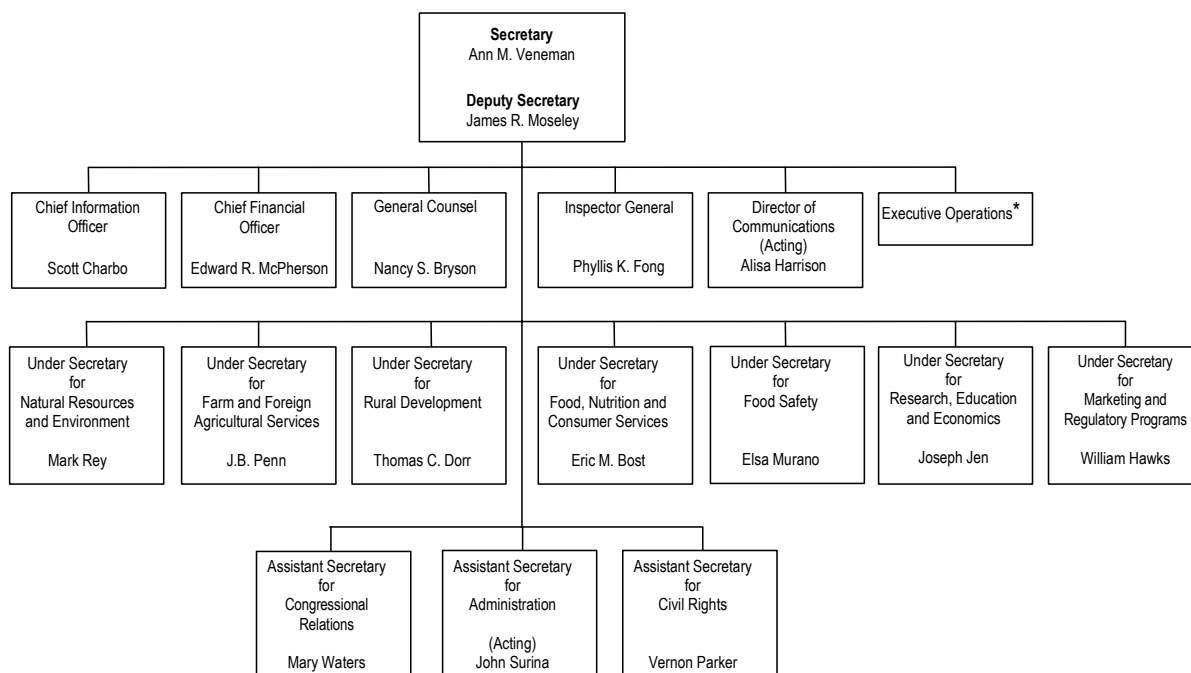 Secretary
Ann M. Veneman
Deputy Secretary
James R. Moseley
Chief Information
Officer
Scott Charbo
Chief Financial
Officer
Edward R. McPherson
General Counsel
Nancy S. Bryson
Inspector General
Phyllis K. Fong
Director of
Communications
(Acting)
Alisa Harrison
Executive Operations*
Under Secretary
for
Natural Resources
and Environment
Mark Rey
Under Secretary
for
Farm and Foreign
Agricultural Services
J.B. Penn
Under Secretary
for
Rural Development
Thomas C. Dorr
Under Secretary
for
Food, Nutrition and
Consumer Services
Eric M. Bost
Under Secretary
for
Food Safety
Elsa Murano
Under Secretary
for
Research, Education
and Economics
Joseph Jen
Under Secretary
for
Marketing and
Regulatory Programs
William Hawks
Assistant Secretary
for
Congressional
Relations
Mary Waters
Assistant Secretary
for
Administration
(Acting)
John Surina
Assistant Secretary
for
Civil Rights
Vernon Parker